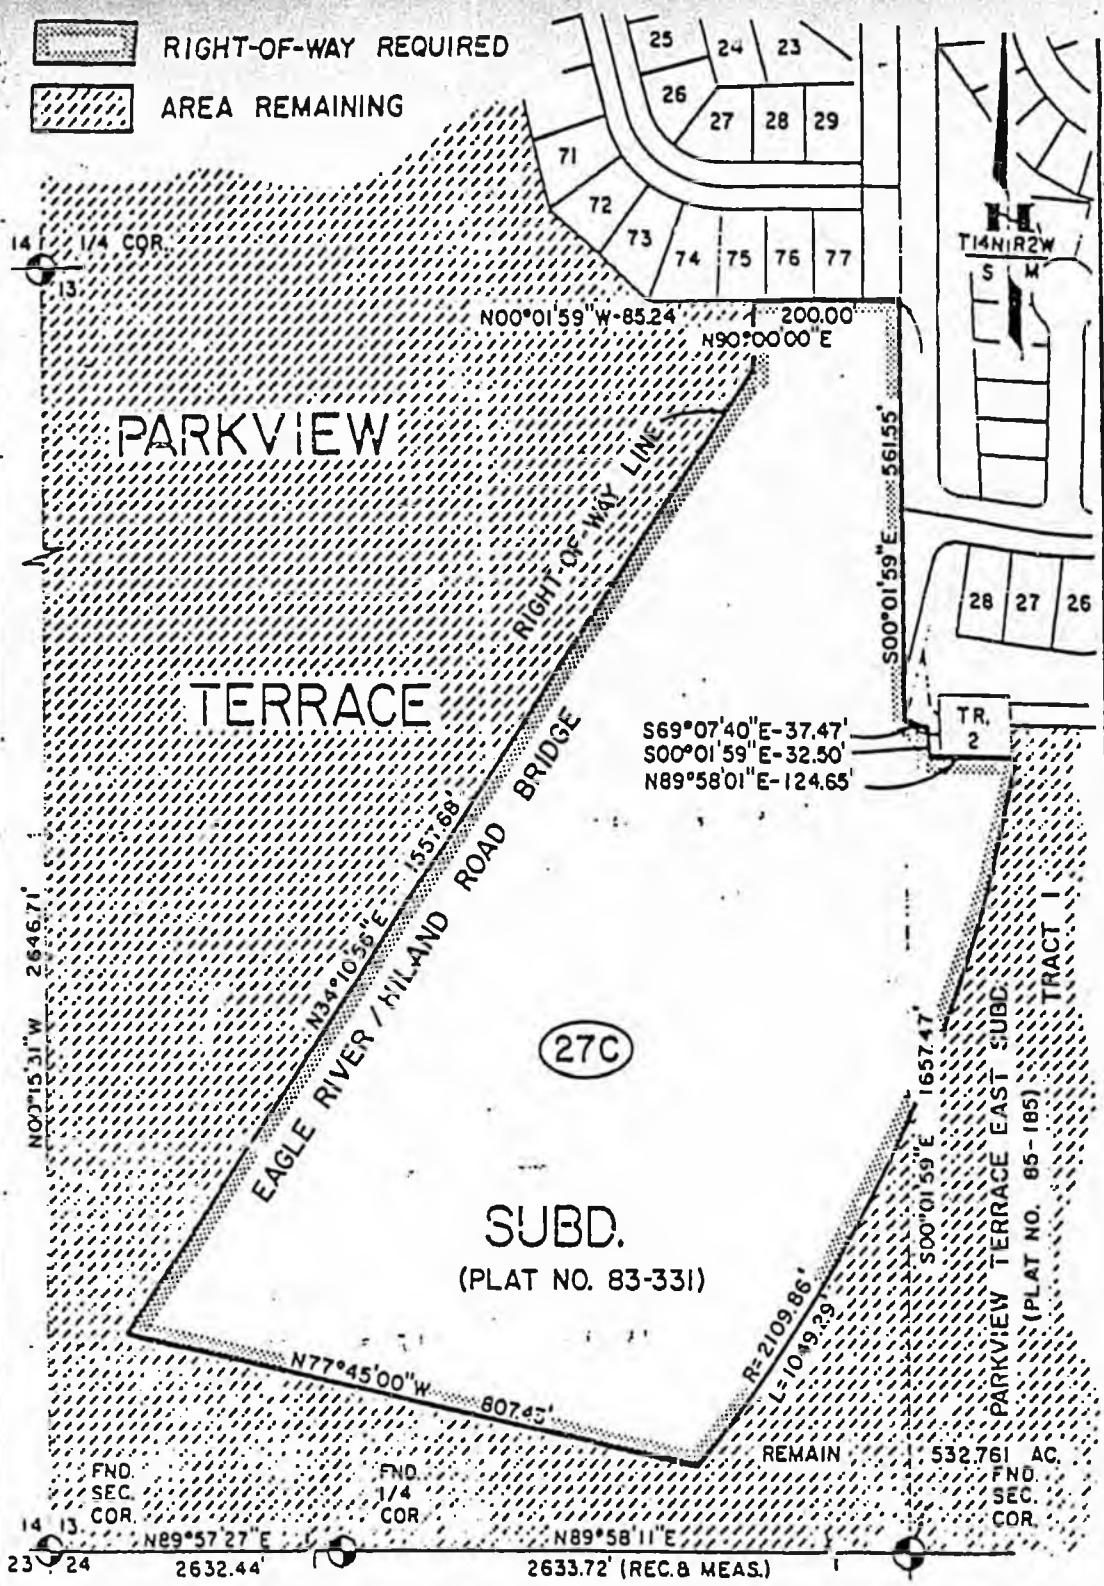 RIGHT-OF-WAY REQUIRED
AREA REMAINING
25
24
23
26
27
28
29
71
72
73
74
75
76
77
14
1/4 COR.
13
T14N R2W
S M
N00°01'59"W-85.24
200.00'
N90°00'00"E
PARKVIEW
RIGHT-OF-WAY LINE
S00°01'59"E 561.55'
28
27
26
TERRACE
S69°07'40"E-37.47'
S00°01'59"E-32.50'
N89°58'01"E-124.65'
TR.
2
N34°10'56"E 1557.68'
EAGLE RIVER / HILAND ROAD BRIDGE
N00°15'31"W 2646.71'
27C
SUBD.
(PLAT NO. 83-331)
S00°01'59"E 1657.47'
PARKVIEW TERRACE EAST SUBD.
TRACT 1
(PLAT NO. 85-185)
R=2109.86'
L=1049.29'
N77°45'00"W 807.43'
REMAIN 532.761 AC.
FND.
SEC.
COR.
FND.
1/4
COR.
FND.
SEC.
COR.
14 13
23 24
N89°57'27"E
2632.44'
N89°58'11"E
2633.72' (REC.& MEAS.)